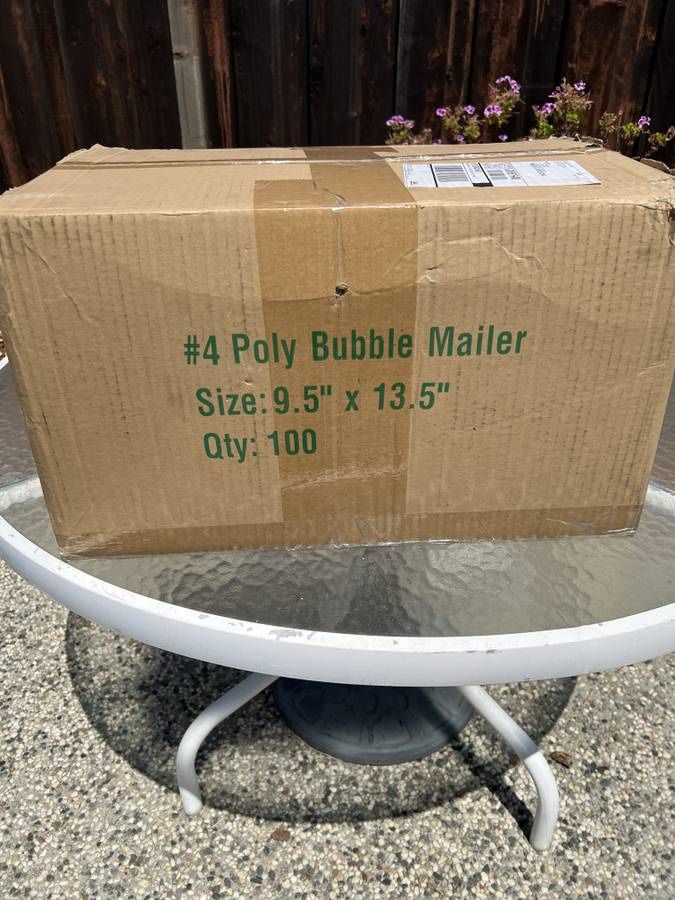 #4 Poly Bubble Mailer
Size: 9.5" x 13.5"
Qty: 100